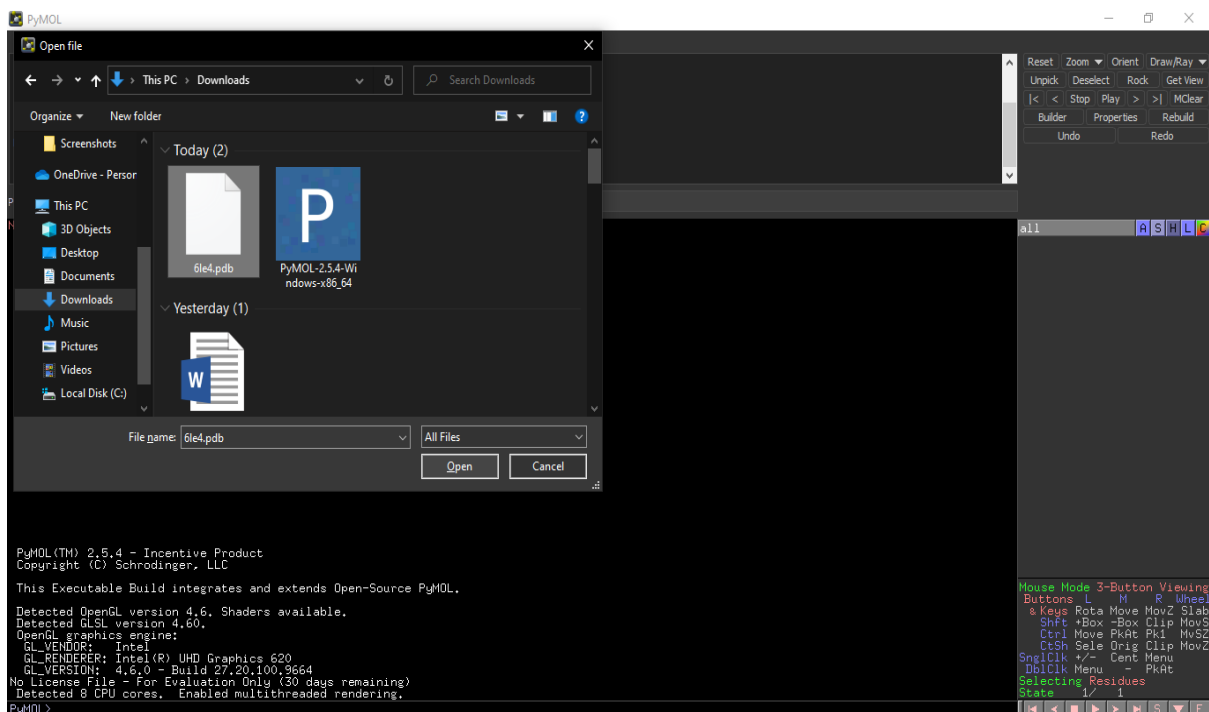 PyMOL
Open file
This PC > Downloads
Search Downloads
Organize
New folder
Screenshots
OneDrive - Person
This PC
3D Objects
Desktop
Documents
Downloads
Music
Pictures
Videos
Local Disk (C:)
Today (2)
6le4.pdb
PyMOL-2.5.4-Wi
ndows-x86_64
Yesterday (1)
W
File name: 6le4.pdb
All Files
Open
Cancel
Reset Zoom Orient Draw/Ray
Unpick Deselect Rock Get View
|< < Stop Play > >| MClear
Builder Properties Rebuild
Undo Redo
all A S H L C
PyMOL(TM) 2.5.4 - Incentive Product
Copyright (C) Schrodinger, LLC
This Executable Build integrates and extends Open-Source PyMOL.
Detected OpenGL version 4.6. Shaders available.
Detected GLSL version 4.60.
OpenGL graphics engine:
GL_VENDOR: Intel
GL_RENDERER: Intel(R) UHD Graphics 620
GL_VERSION: 4.6.0 - Build 27.20.100.9664
No License File - For Evaluation Only (30 days remaining)
Detected 8 CPU cores. Enabled multithreaded rendering.
PyMOL>
Mouse Mode 3-Button Viewing
Buttons L M R Wheel
& Keys Rota Move MovZ Slab
Shft +Box -Box Clip MovS
Ctrl Move PkAt Pk1 MvSZ
CtSh Sele Orig Clip MovZ
SnglClk +/- Cent Menu
DblClk Menu - PkAt
Selecting Residues
State 1/ 1
S F